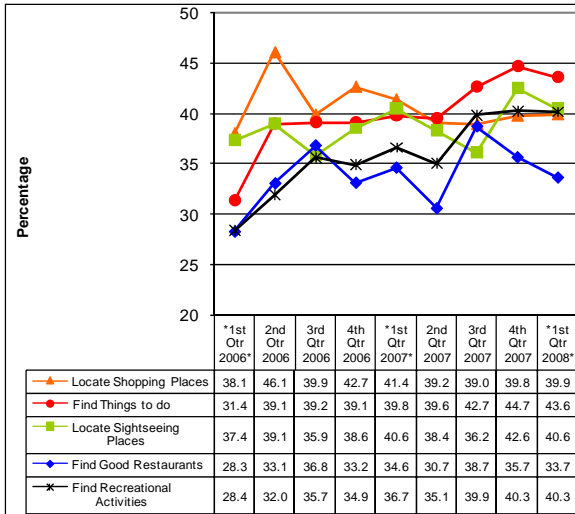 50
45
40
35
30
25
20
Percentage
*1st Otr 2006* 2nd Otr 2006 3rd Qtr 2006 4th Qtr 2006 *1st Qtr 2007* 2nd Qtr 2007 3rd Qtr 2007 4th Qtr 2007 *1st Qtr 2008*
Locate Shopping Places 38.1 46.1 39.9 42.7 41.4 39.2 39.0 39.8 39.9
Find Things to do 31.4 39.1 39.2 39.1 39.8 39.6 42.7 44.7 43.6
Locate Sightseeing Places 37.4 39.1 35.9 38.6 40.6 38.4 36.2 42.6 40.6
Find Good Restaurants 28.3 33.1 36.8 33.2 34.6 30.7 38.7 35.7 33.7
Find Recreational Activities 28.4 32.0 35.7 34.9 36.7 35.1 39.9 40.3 40.3